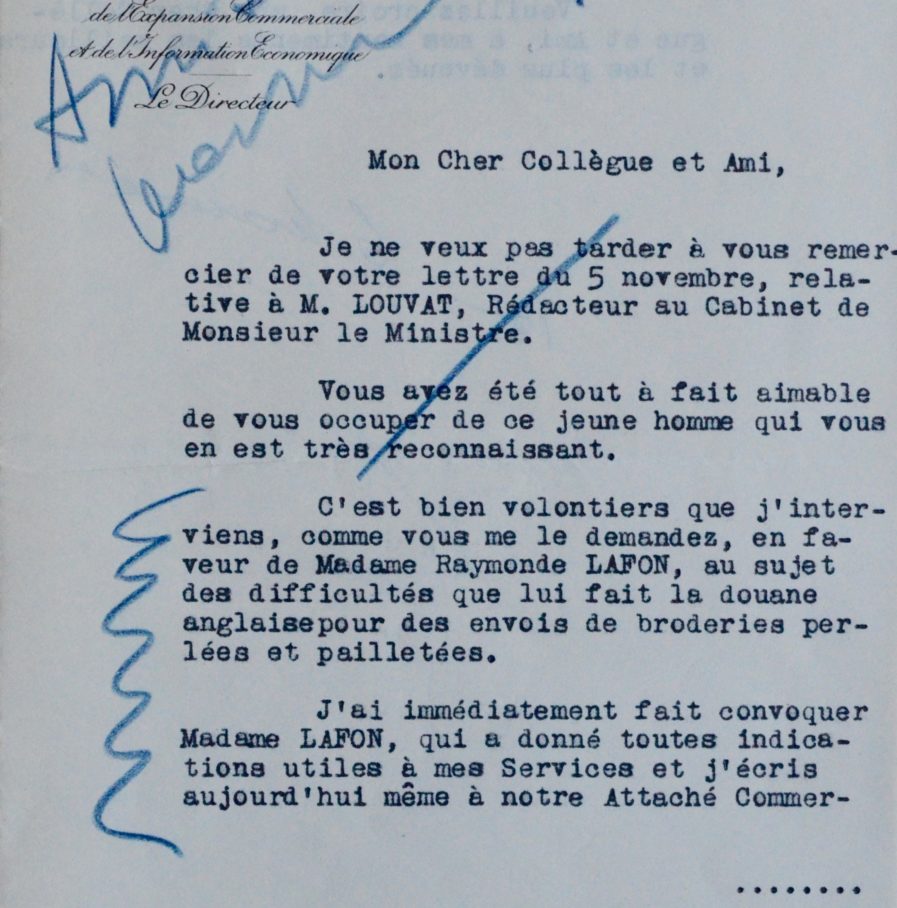 de l'Expansion Commerciale
et de l'Information Economique
Le Directeur
Mon Cher Collègue et Ami,
Je ne veux pas tarder à vous remer-
cier de votre lettre du 5 novembre, rela-
tive à M. LOUVAT, Rédacteur au Cabinet de
Monsieur le Ministre.
Vous avez été tout à fait aimable
de vous occuper de ce jeune homme qui vous
en est très reconnaissant.
C'est bien volontiers que j'inter-
viens, comme vous me le demandez, en fa-
veur de Madame Raymonde LAFON, au sujet
des difficultés que lui fait la douane
anglaisepour des envois de broderies per-
lées et pailletées.
J'ai immédiatement fait convoquer
Madame LAFON, qui a donné toutes indica-
tions utiles à mes Services et j'écris
aujourd'hui même à notre Attaché Commer-
........